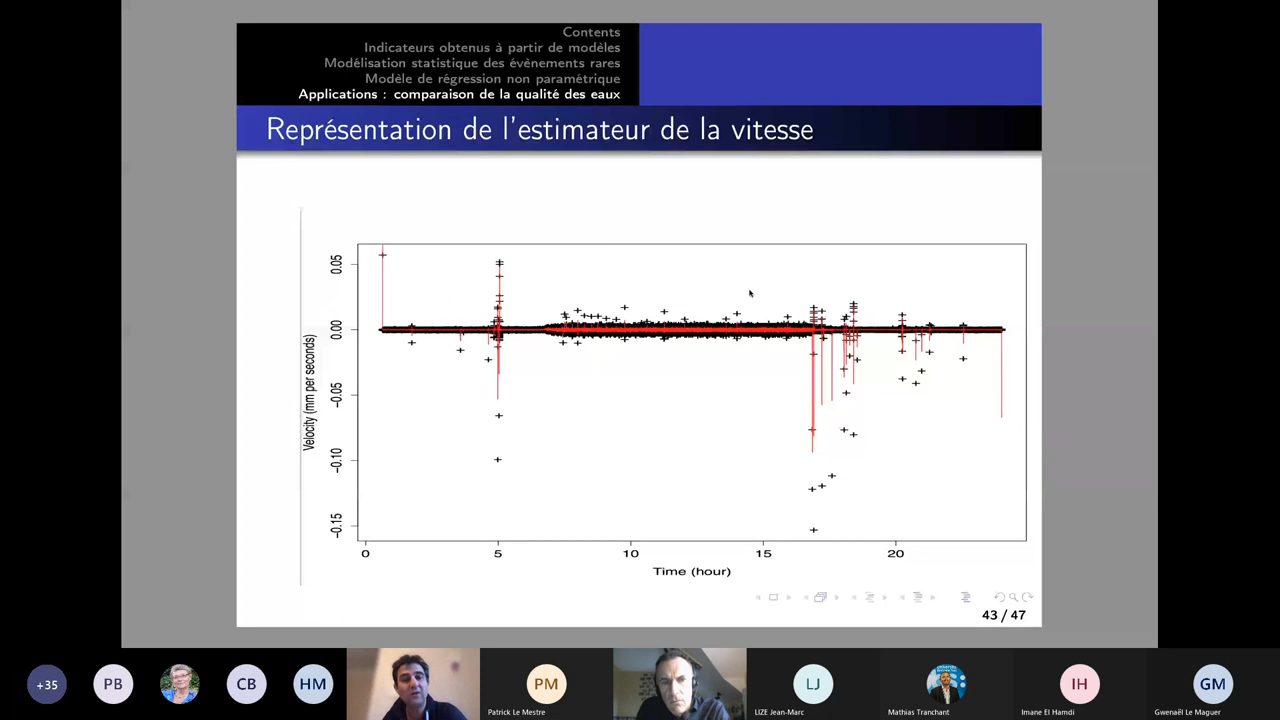 Contents
Indicateurs obtenus à partir de modèles
Modélisation statistique des évènements rares
Modèle de régression non paramétrique
Applications : comparaison de la qualité des eaux
Représentation de l'estimateur de la vitesse
Velocity (mm per seconds)
0.05
0.00
−0.05
−0.10
−0.15
0 5 10 15 20
Time (hour)
43 / 47
+35 PB CB HM PM LJ IH GM
Patrick Le Mestre LIZE Jean-Marc Mathias Tranchant Imane El Hamdi Gwenaël Le Maguer